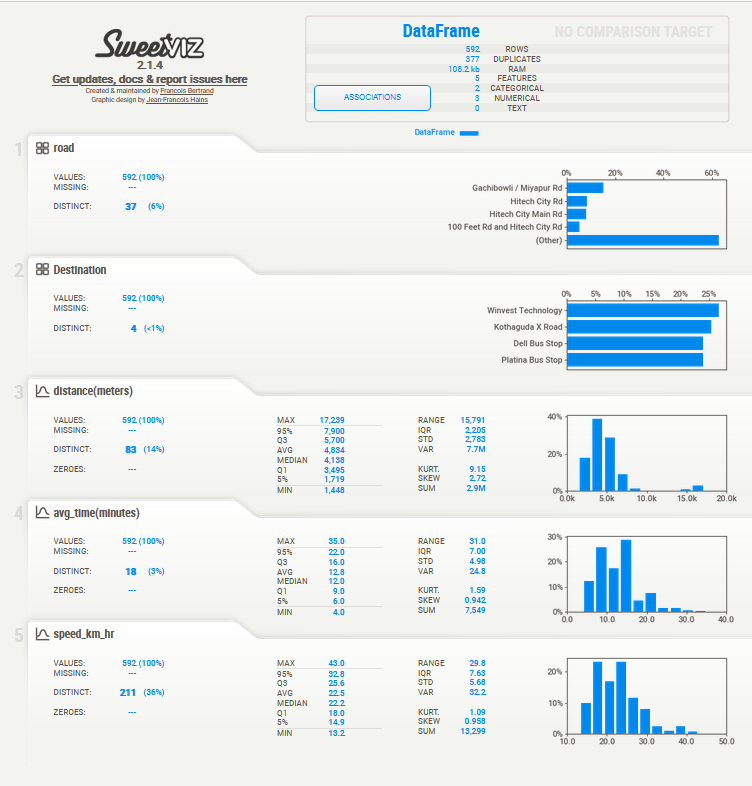 SweetVIZ
2.1.4
Get updates, docs & report issues here
Created & maintained by Francois Bertrand
Graphic design by Jean-Francois Hains
DataFrame
NO COMPARISON TARGET
592 ROWS
377 DUPLICATES
108.2 kb RAM
5 FEATURES
2 CATEGORICAL
3 NUMERICAL
0 TEXT
ASSOCIATIONS
DataFrame
1 road
VALUES: 592 (100%)
MISSING: ---
DISTINCT: 37 (6%)
0% 20% 40% 60%
Gachibowli / Miyapur Rd
Hitech City Rd
Hitech City Main Rd
100 Feet Rd and Hitech City Rd
(Other)
2 Destination
VALUES: 592 (100%)
MISSING: ---
DISTINCT: 4 (<1%)
0% 5% 10% 15% 20% 25%
Winvest Technology
Kothaguda X Road
Dell Bus Stop
Platina Bus Stop
3 distance(meters)
VALUES: 592 (100%)
MISSING: ---
DISTINCT: 83 (14%)
ZEROES: ---
MAX 17,239
95% 7,900
Q3 5,700
AVG 4,834
MEDIAN 4,138
Q1 3,495
5% 1,719
MIN 1,448
RANGE 15,791
IQR 2,205
STD 2,783
VAR 7.7M
KURT. 9.15
SKEW 2.72
SUM 2.9M
40%
20%
0%
0.0 5.0k 10.0k 15.0k 20.0k
4 avg_time(minutes)
VALUES: 592 (100%)
MISSING: ---
DISTINCT: 18 (3%)
ZEROES: ---
MAX 35.0
95% 22.0
Q3 16.0
AVG 12.8
MEDIAN 12.0
Q1 9.0
5% 6.0
MIN 4.0
RANGE 31.0
IQR 7.00
STD 4.98
VAR 24.8
KURT. 1.59
SKEW 0.942
SUM 7,549
30%
20%
10%
0%
0.0 10.0 20.0 30.0 40.0
5 speed_km_hr
VALUES: 592 (100%)
MISSING: ---
DISTINCT: 211 (36%)
ZEROES: ---
MAX 43.0
95% 32.8
Q3 25.6
AVG 22.5
MEDIAN 22.2
Q1 18.0
5% 14.9
MIN 13.2
RANGE 29.8
IQR 7.63
STD 5.68
VAR 32.2
KURT. 1.09
SKEW 0.958
SUM 13,299
20%
10%
0%
10.0 20.0 30.0 40.0 50.0